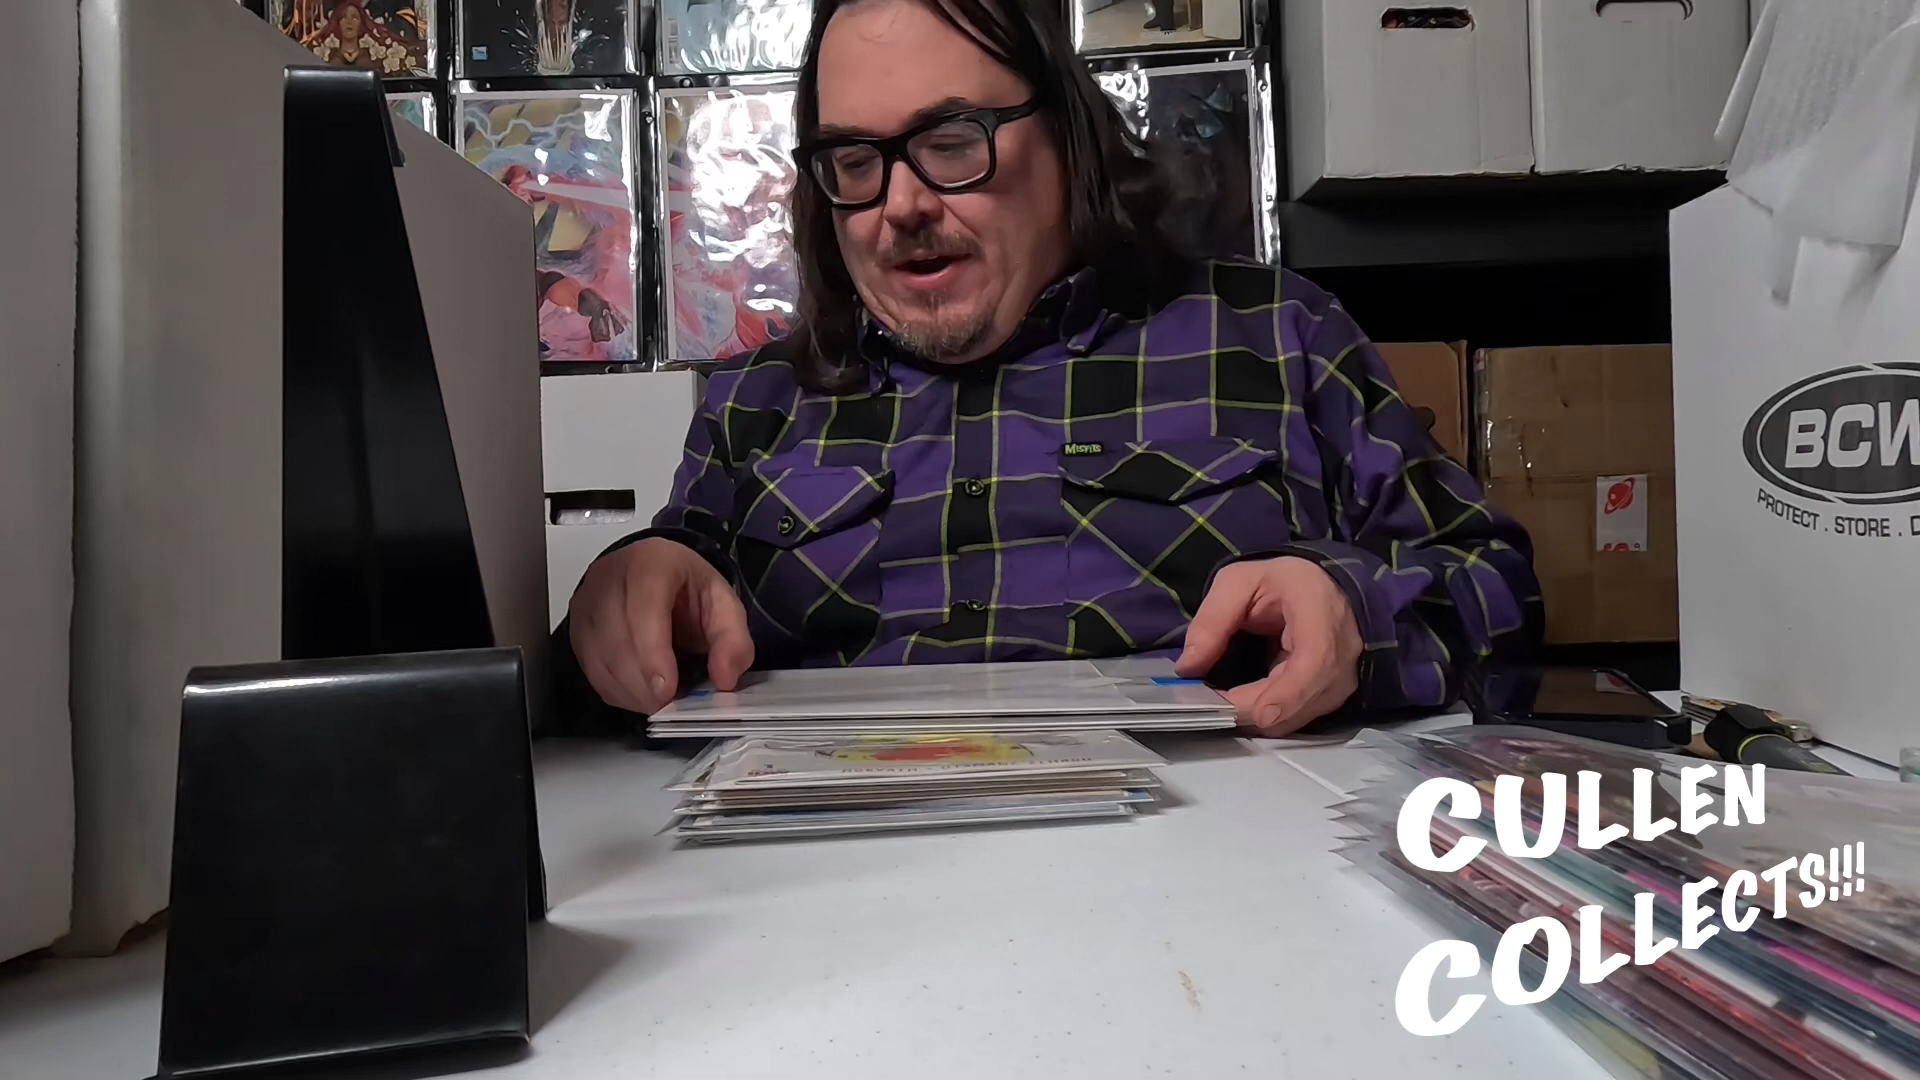 MISFITS
BCW
PROTECT . STORE . D
CULLEN
COLLECTS!!!